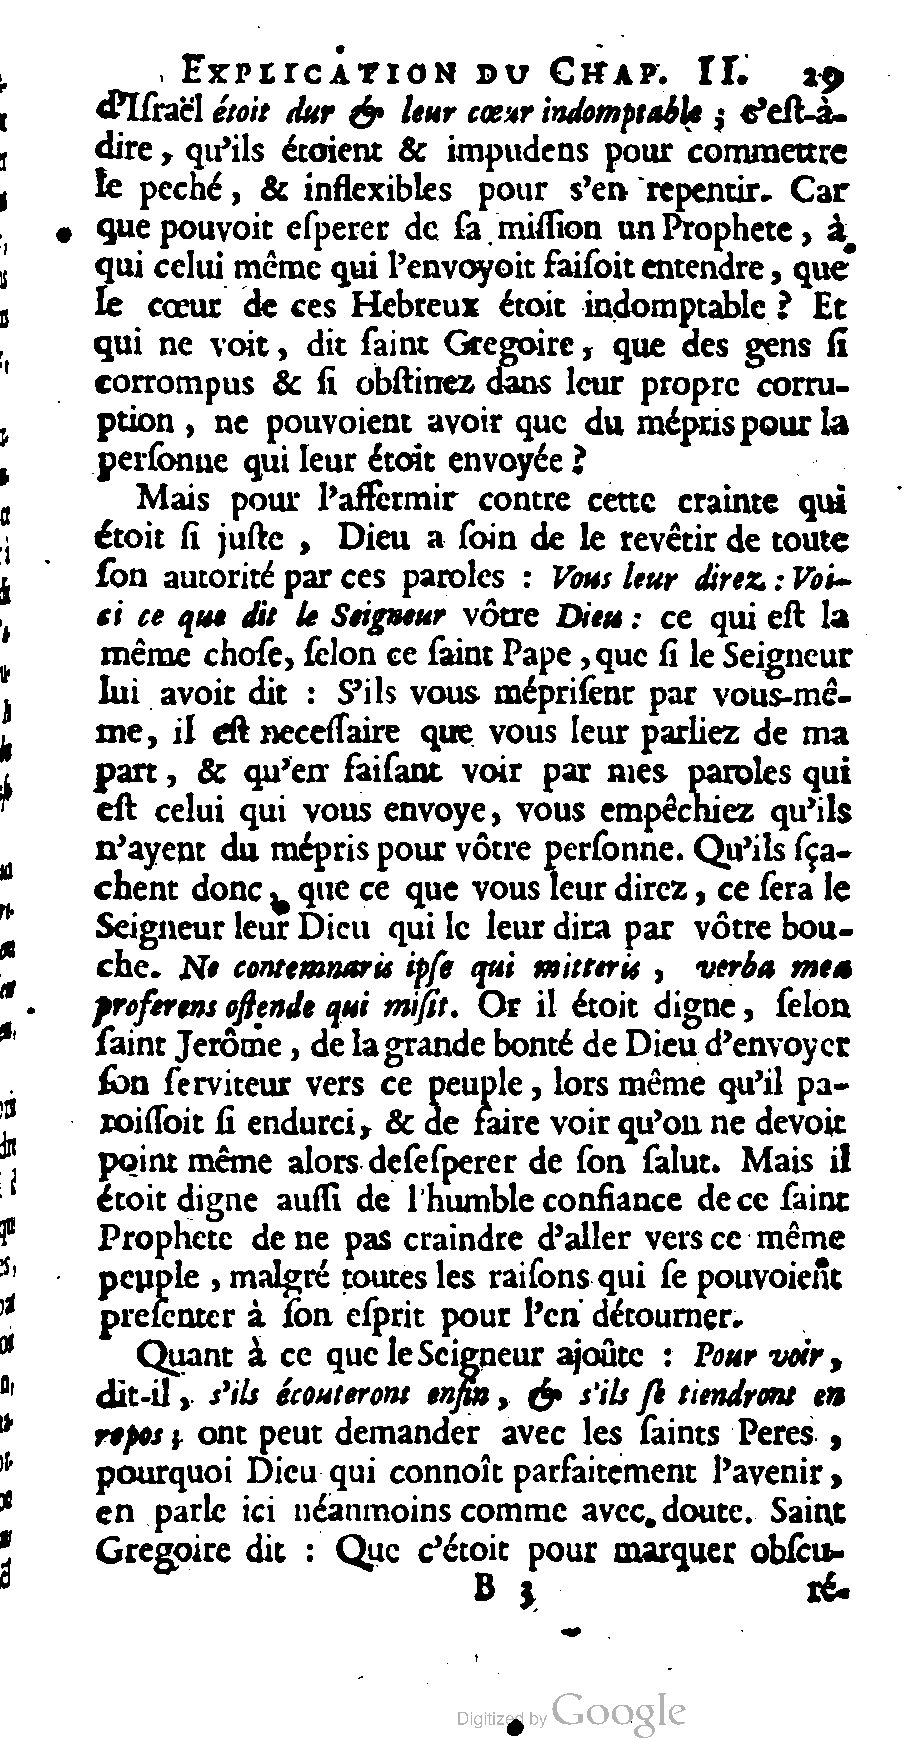 EXPLICATION DU CHAP. II. 29
d'Iſraël étoit dur & leur cœur indomptable ; c'eſt-à-
dire, qu'ils étoient & impudens pour commettre
le peché, & inflexibles pour s'en repentir. Car
que pouvoit eſperer de ſa miſſion un Prophete, à
qui celui même qui l'envoyoit faiſoit entendre, que
le cœur de ces Hebreux étoit indomptable ? Et
qui ne voit, dit ſaint Gregoire, que des gens ſi
corrompus & ſi obſtinez dans leur propre corru-
ption, ne pouvoient avoir que du mépris pour la
perſonne qui leur étoit envoyée ?
Mais pour l'affermir contre cette crainte qui
étoit ſi juſte, Dieu a ſoin de le revêtir de toute
ſon autorité par ces paroles : Vous leur direz : Voi-
ci ce que dit le Seigneur vôtre Dieu : ce qui eſt la
même choſe, ſelon ce ſaint Pape, que ſi le Seigneur
lui avoit dit : S'ils vous mépriſent par vous-mê-
me, il eſt neceſſaire que vous leur parliez de ma
part, & qu'en faiſant voir par mes paroles qui
eſt celui qui vous envoye, vous empêchiez qu'ils
n'ayent du mépris pour vôtre perſonne. Qu'ils ſça-
chent donc, que ce que vous leur direz, ce ſera le
Seigneur leur Dieu qui le leur dira par vôtre bou-
che. Ne contemnaris ipſe qui mitteris, verba mea
proferens oſtende qui miſit. Or il étoit digne, ſelon
ſaint Jerôme, de la grande bonté de Dieu d'envoyer
ſon ſerviteur vers ce peuple, lors même qu'il pa-
roiſſoit ſi endurci, & de faire voir qu'on ne devoit
point même alors deſeſperer de ſon ſalut. Mais il
étoit digne auſſi de l'humble confiance de ce ſaint
Prophete de ne pas craindre d'aller vers ce même
peuple, malgré toutes les raiſons qui ſe pouvoient
preſenter à ſon eſprit pour l'en détourner.
Quant à ce que le Seigneur ajoûte : Pour voir,
dit-il, s'ils écouteront enfin, & s'ils ſe tiendront en
repos ; ont peut demander avec les ſaints Peres,
pourquoi Dieu qui connoît parfaitement l'avenir,
en parle ici néanmoins comme avec doute. Saint
Gregoire dit : Que c'étoit pour marquer obſcu-
B 3 ré-
Digitized by Google